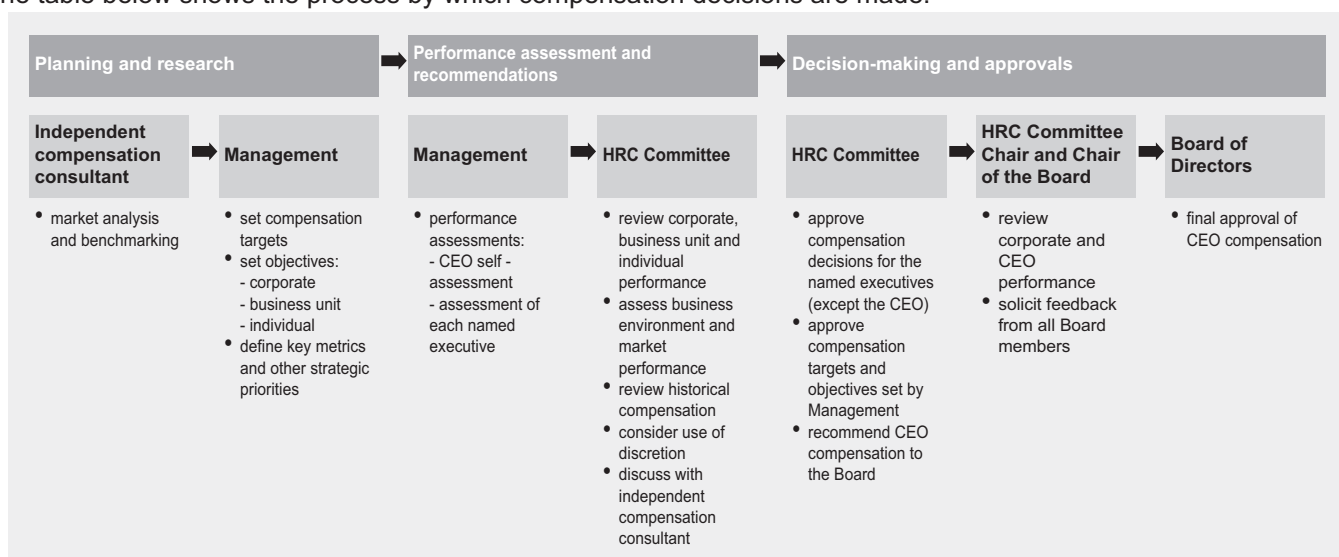 he table below shows the process by which compensation decisions are made.
Planning and research
Performance assessment and
recommendations
Decision-making and approvals
Independent
compensation
consultant
Management
Management
HRC Committee
HRC Committee
HRC Committee
Chair and Chair
of the Board
Board of
Directors
• market analysis
and benchmarking
• set compensation
targets
• set objectives:
- corporate
- business unit
- individual
• define key metrics
and other strategic
priorities
• performance
assessments:
- CEO self -
assessment
- assessment of
each named
executive
• review corporate,
business unit and
individual
performance
• assess business
environment and
market
performance
• review historical
compensation
• consider use of
discretion
• discuss with
independent
compensation
consultant
• approve
compensation
decisions for the
named executives
(except the CEO)
• approve
compensation
targets and
objectives set by
Management
• recommend CEO
compensation to
the Board
• review
corporate and
CEO
performance
• solicit feedback
from all Board
members
• final approval of
CEO compensation